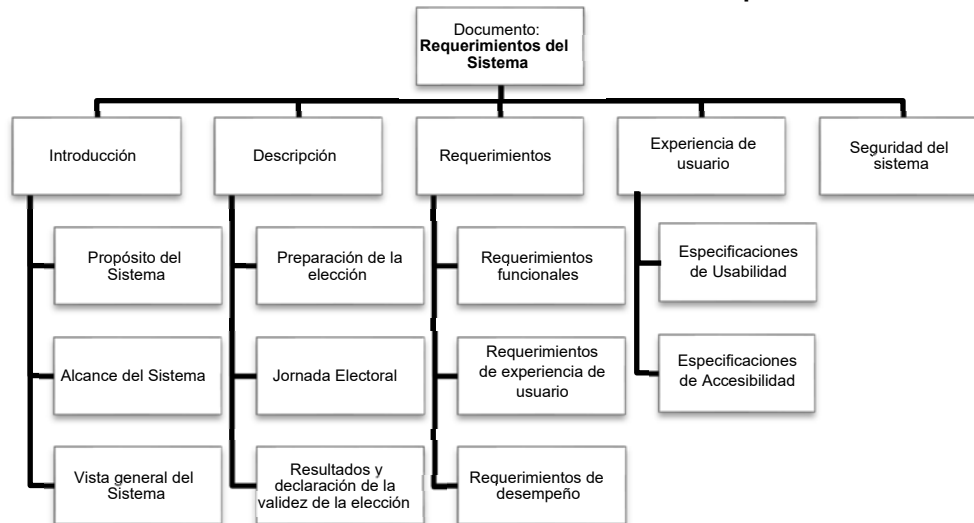 Documento:
Requerimientos del
Sistema
Introducción
Descripción
Requerimientos
Experiencia de
usuario
Seguridad del
sistema
Propósito del
Sistema
Alcance del Sistema
Vista general del
Sistema
Preparación de la
elección
Jornada Electoral
Resultados y
declaración de la
validez de la elección
Requerimientos
funcionales
Requerimientos
de experiencia de
usuario
Requerimientos de
desempeño
Especificaciones
de Usabilidad
Especificaciones
de Accesibilidad